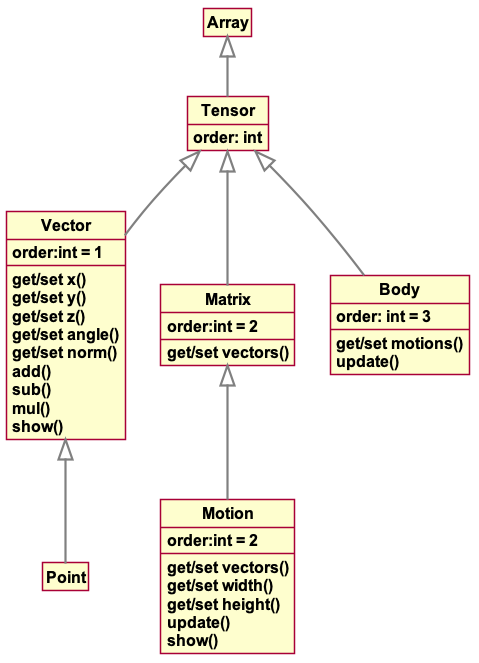 Array
Tensor
order: int
Vector
order:int = 1
get/set x()
get/set y()
get/set z()
get/set angle()
get/set norm()
add()
sub()
mul()
show()
Matrix
order:int = 2
get/set vectors()
Body
order: int = 3
get/set motions()
update()
Point
Motion
order:int = 2
get/set vectors()
get/set width()
get/set height()
update()
show()